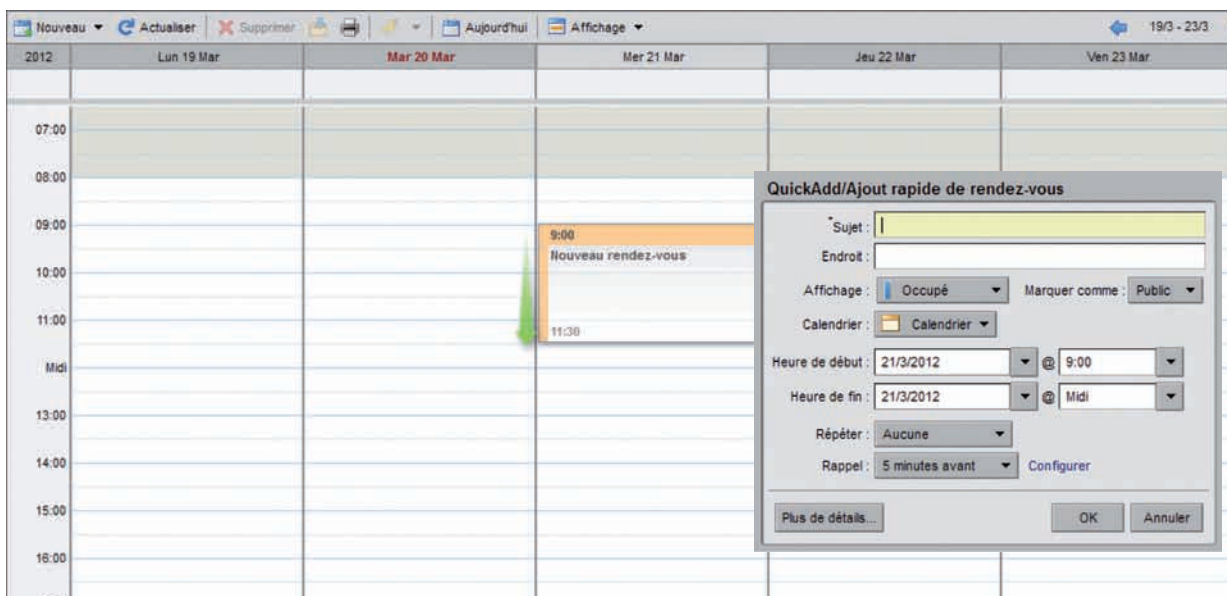 Nouveau Actualiser Supprimer Aujourd'hui Affichage 19/3 - 23/3
2012 Lun 19 Mar Mar 20 Mar Mer 21 Mar Jeu 22 Mar Ven 23 Mar
07:00
08:00
09:00
10:00
11:00
Midi
13:00
14:00
15:00
16:00
9:00
Nouveau rendez-vous
11:30
QuickAdd/Ajout rapide de rendez-vous
*Sujet :
Endroit :
Affichage : Occupé Marquer comme : Public
Calendrier : Calendrier
Heure de début : 21/3/2012 @ 9:00
Heure de fin : 21/3/2012 @ Midi
Répéter : Aucune
Rappel : 5 minutes avant Configurer
Plus de détails... OK Annuler